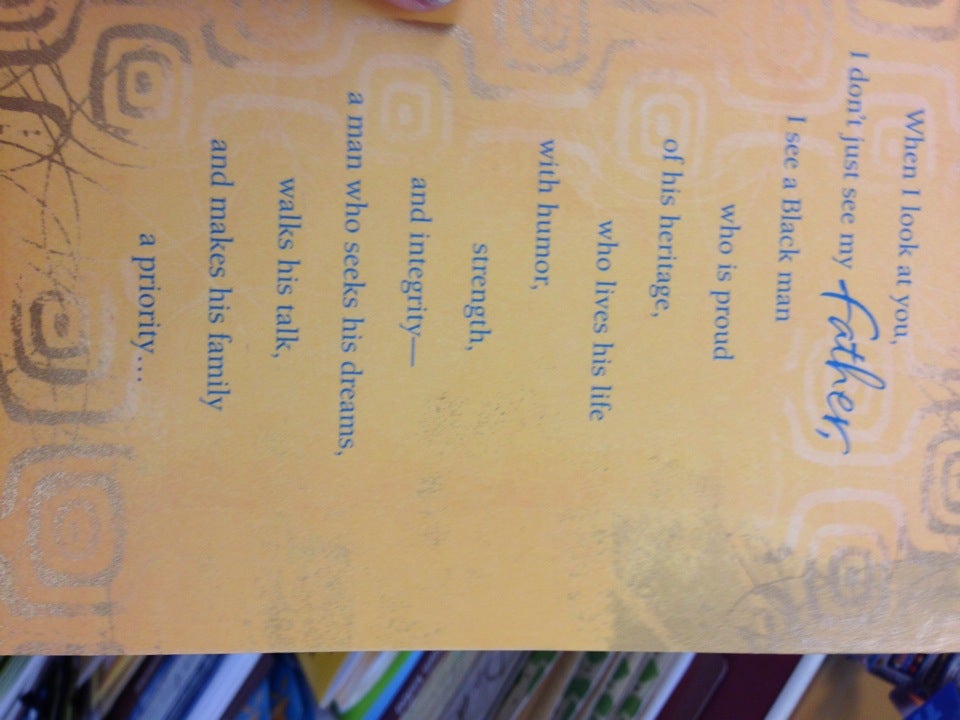 When I look at you,
I don't just see my father,
I see a Black man
who is proud
of his heritage,
who lives his life
with humor,
strength,
and integrity—
a man who seeks his dreams,
walks his talk,
and makes his family
a priority...